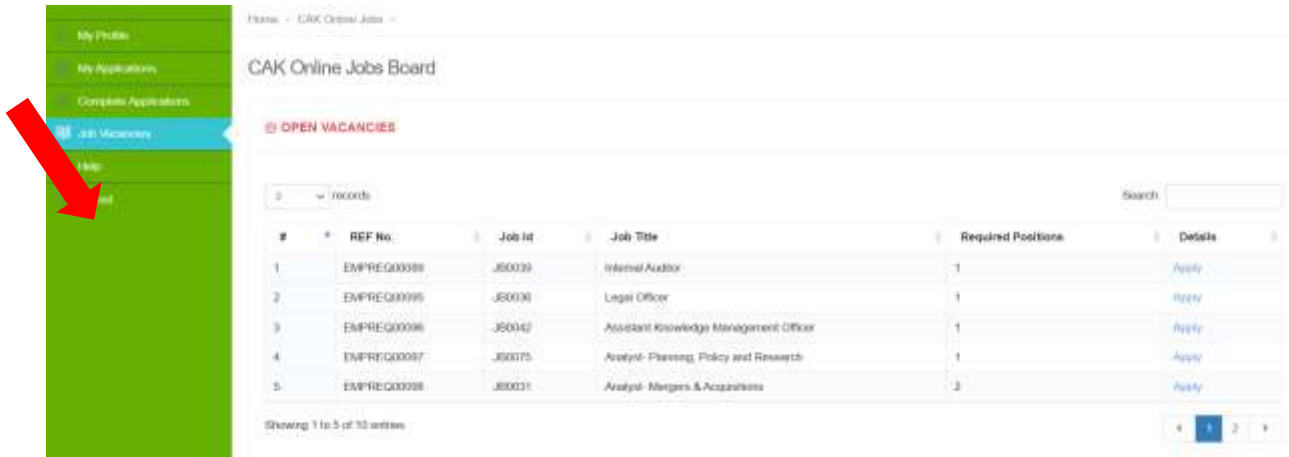 My Profile
My Applications
Complete Applications
Job Vacancies
Help
Home CAK Online Jobs
CAK Online Jobs Board
OPEN VACANCIES
records
Search:
# REF No. Job Id Job Title Required Positions Details
1 EMPREQ00089 JB0039 Internal Auditor 1 Apply
2 EMPREQ00095 Legal Officer 1 Apply
3 EMPREQ00096 JB0042 Assistant Knowledge Management Officer 1 Apply
4 EMPREQ00097 JB0075 Analyst- Planning, Policy and Research 1 Apply
5 EMPREQ00098 JB0031 Analyst- Mergers & Acquisitions 2 Apply
Showing 1 to 5 of 10 entries
1 2